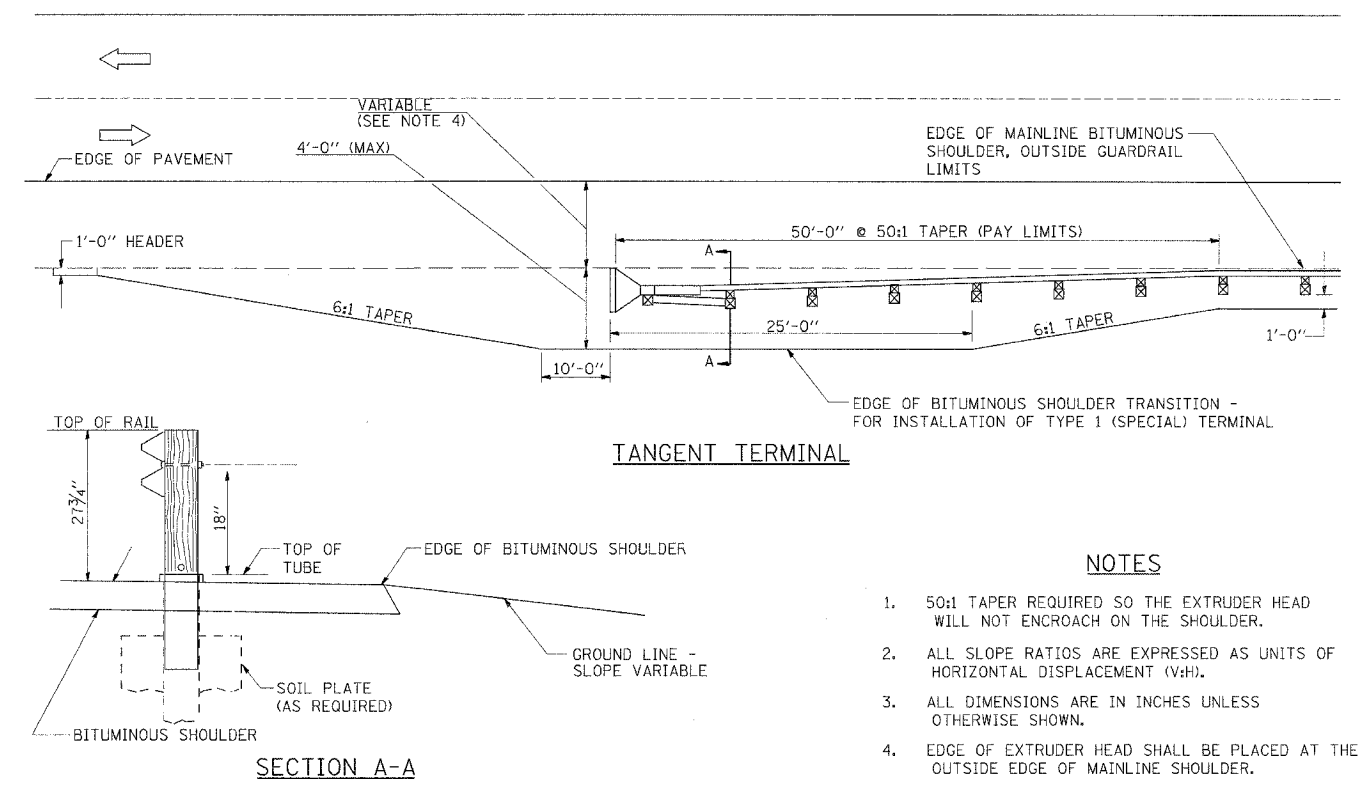 VARIABLE
(SEE NOTE 4)
4'-0" (MAX)
EDGE OF PAVEMENT
EDGE OF MAINLINE BITUMINOUS
SHOULDER, OUTSIDE GUARDRAIL
LIMITS
1'-0" HEADER
50'-0" @ 50:1 TAPER (PAY LIMITS)
A
6:1 TAPER
25'-0"
6:1 TAPER
1'-0"
10'-0"
A
EDGE OF BITUMINOUS SHOULDER TRANSITION -
FOR INSTALLATION OF TYPE 1 (SPECIAL) TERMINAL
TANGENT TERMINAL
TOP OF RAIL
27 3/4"
18"
TOP OF
TUBE
EDGE OF BITUMINOUS SHOULDER
GROUND LINE -
SLOPE VARIABLE
SOIL PLATE
(AS REQUIRED)
BITUMINOUS SHOULDER
SECTION A-A
NOTES
1. 50:1 TAPER REQUIRED SO THE EXTRUDER HEAD
WILL NOT ENCROACH ON THE SHOULDER.
2. ALL SLOPE RATIOS ARE EXPRESSED AS UNITS OF
HORIZONTAL DISPLACEMENT (V:H).
3. ALL DIMENSIONS ARE IN INCHES UNLESS
OTHERWISE SHOWN.
4. EDGE OF EXTRUDER HEAD SHALL BE PLACED AT THE
OUTSIDE EDGE OF MAINLINE SHOULDER.